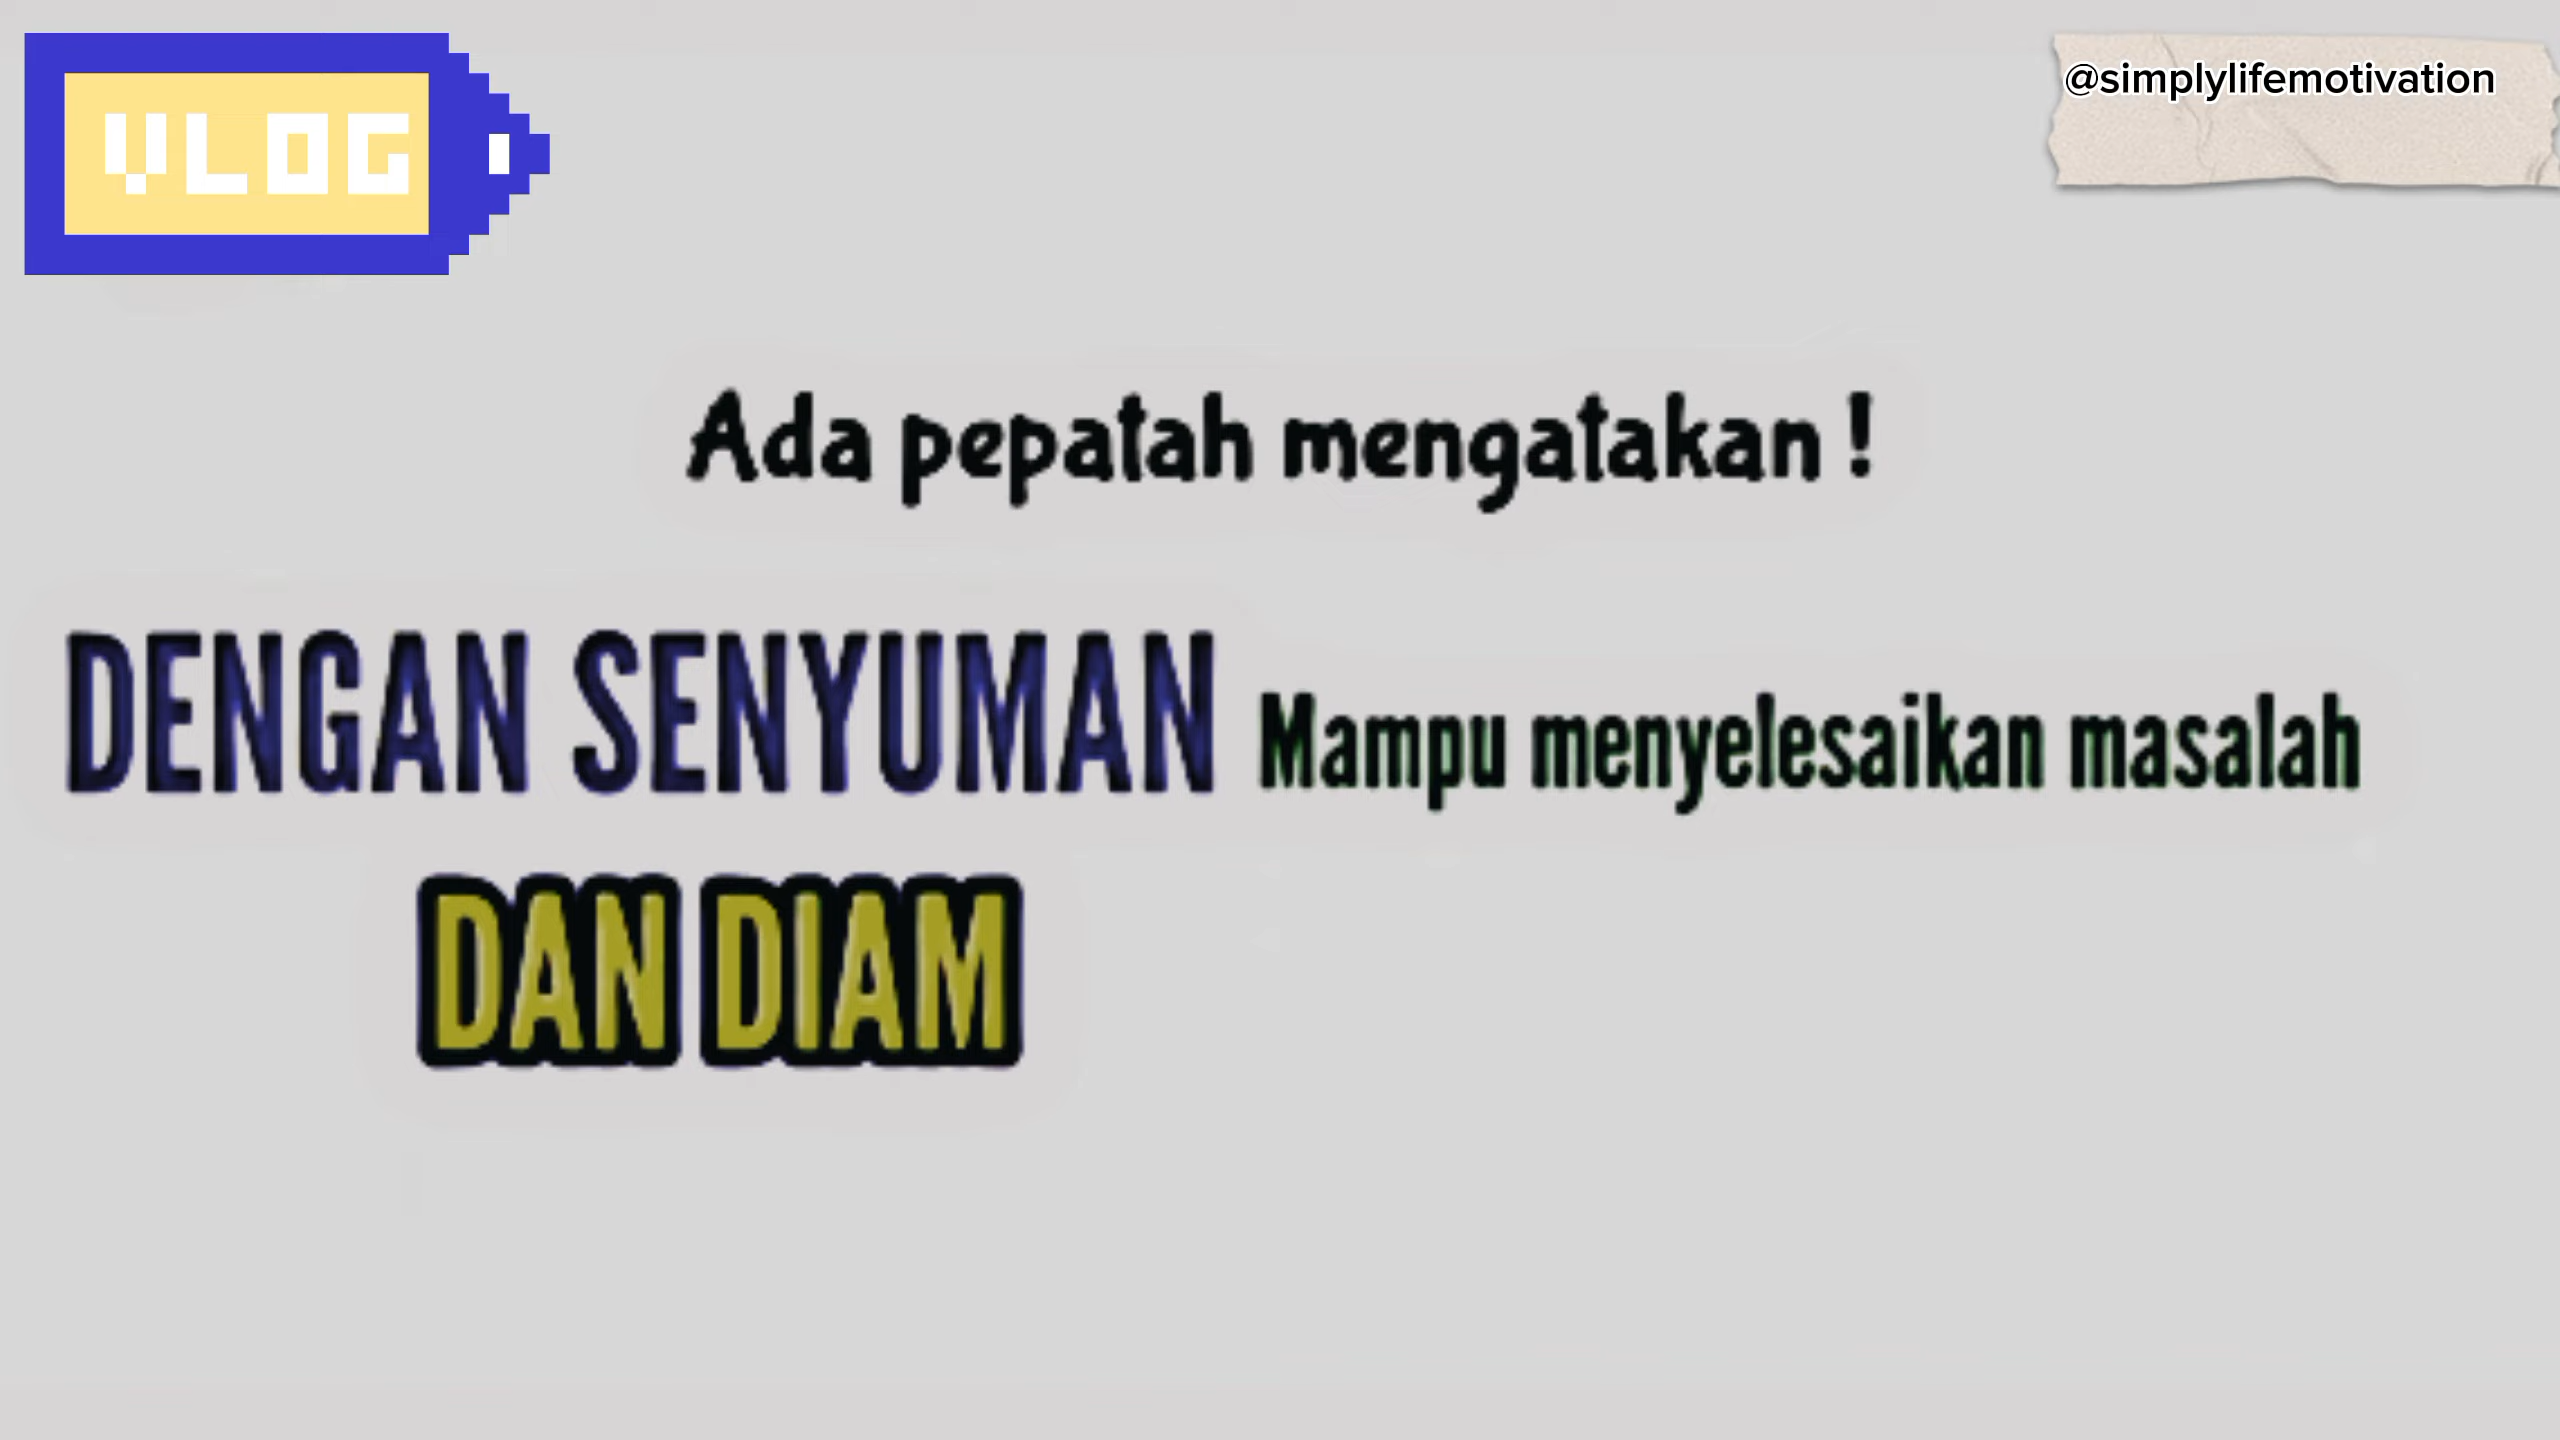 VLOG
@simplylifemotivation
Ada pepatah mengatakan !
DENGAN SENYUMAN Mampu menyelesaikan masalah
DAN DIAM